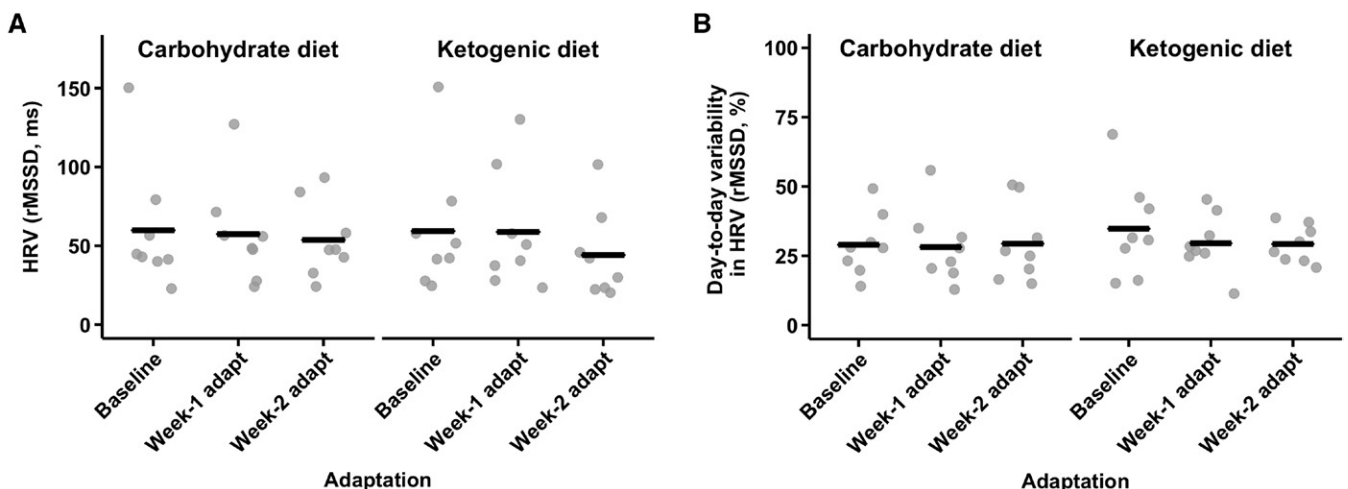 A
Carbohydrate diet
Ketogenic diet
HRV (rMSSD, ms)
150
100
50
0
Baseline
Week-1 adapt
Week-2 adapt
Baseline
Week-1 adapt
Week-2 adapt
Adaptation
B
Carbohydrate diet
Ketogenic diet
Day-to-day variability
in HRV (rMSSD, %)
100
75
50
25
0
Baseline
Week-1 adapt
Week-2 adapt
Baseline
Week-1 adapt
Week-2 adapt
Adaptation